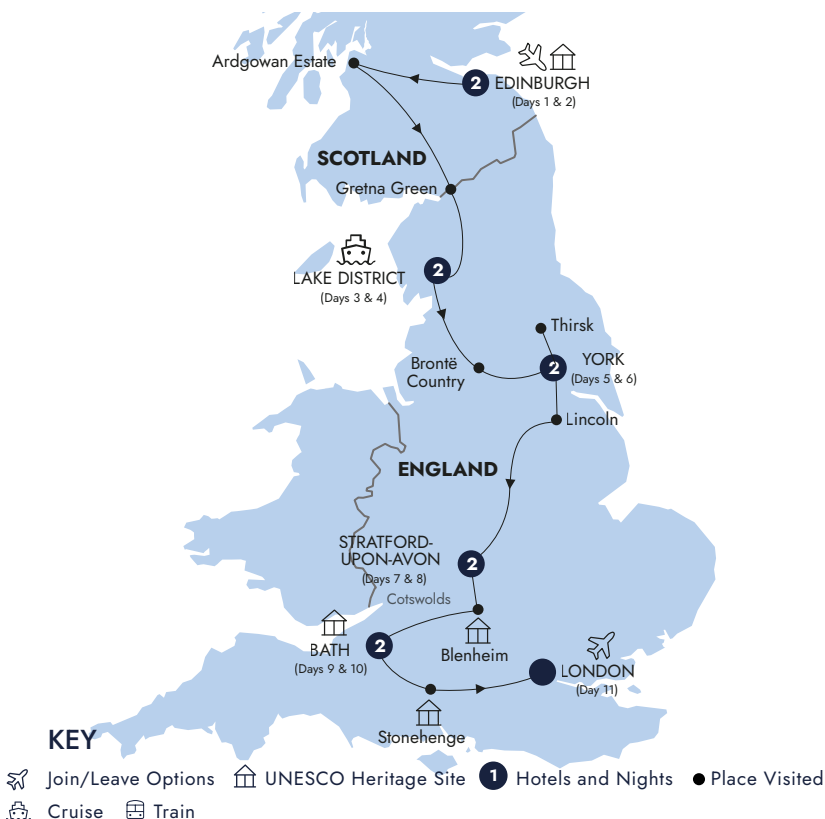 Ardgowan Estate
2
EDINBURGH
(Days 1 & 2)
SCOTLAND
Gretna Green
2
LAKE DISTRICT
(Days 3 & 4)
Thirsk
Brontë
Country
2
YORK
(Days 5 & 6)
Lincoln
ENGLAND
STRATFORD-
UPON-AVON
(Days 7 & 8)
2
Cotswolds
Blenheim
BATH
(Days 9 & 10)
2
LONDON
(Day 11)
Stonehenge
KEY
Join/Leave Options UNESCO Heritage Site 1 Hotels and Nights Place Visited
Cruise Train